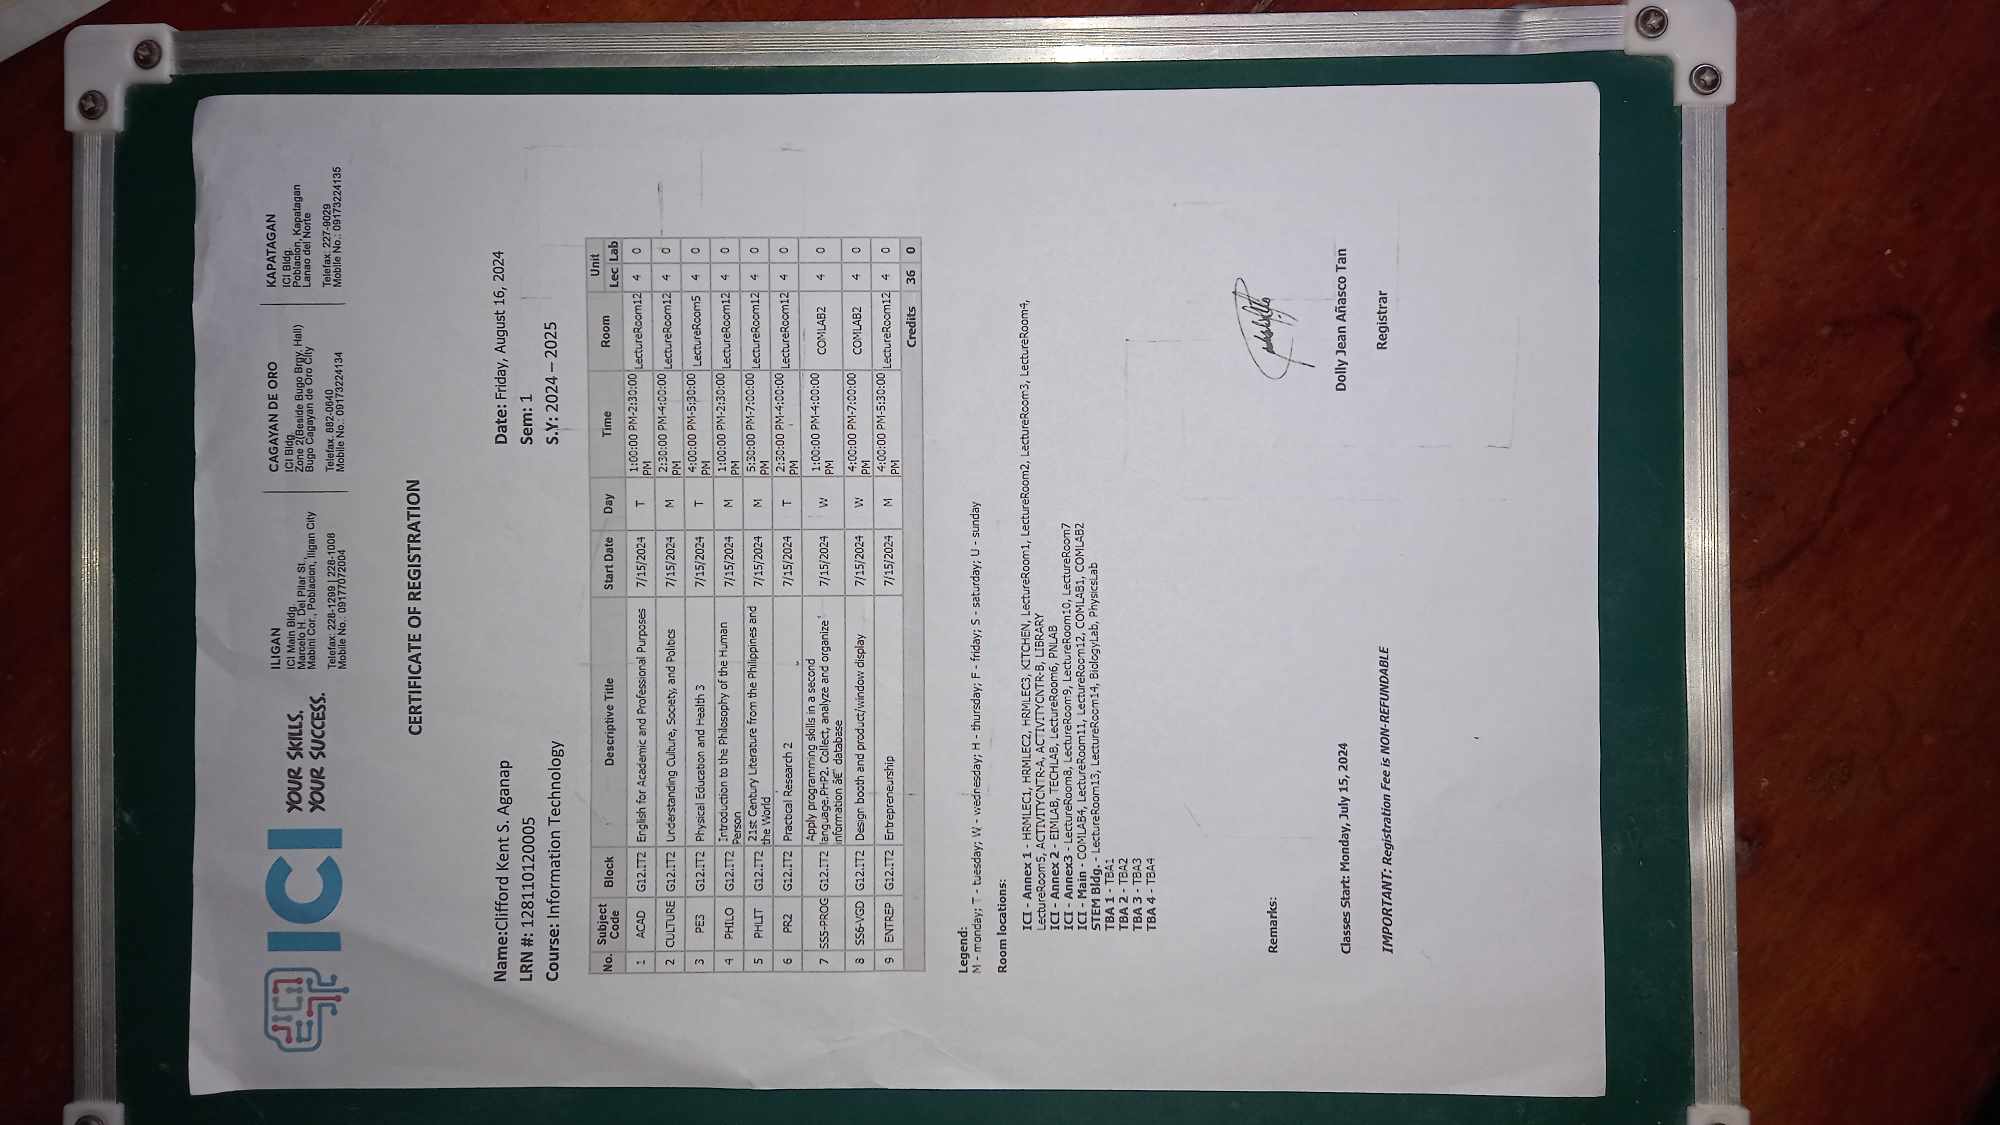 ICI
YOUR SKILLS.
YOUR SUCCESS.
ILIGAN
ICI Main Bldg.
Marcelo H. Del Pilar St.,
Mabini Cor., Poblacion, Iligan City
Telefax: 228-1299 | 228-1008
Mobile No.: 09177072004
CAGAYAN DE ORO
ICI Bldg.
Zone 2(Beside Bugo Brgy. Hall)
Bugo Cagayan de Oro City
Telefax. 882-0640
Mobile No.: 09173224134
KAPATAGAN
ICI Bldg.
Poblacion, Kapatagan
Lanao del Norte
Telefax: 227-9029
Mobile No.: 09173224135
CERTIFICATE OF REGISTRATION
Name:Clifford Kent S. Aganap Date: Friday, August 16, 2024
LRN #: 128110120005 Sem: 1
Course: Information Technology S.Y: 2024 – 2025
No. Subject Code Block Descriptive Title Start Date Day Time Room Unit Lec Lab
1 ACAD G12.IT2 English for Academic and Professional Purposes 7/15/2024 T 1:00:00 PM-2:30:00 PM LectureRoom12 4 0
2 CULTURE G12.IT2 Understanding Culture, Society, and Politics 7/15/2024 M 2:30:00 PM-4:00:00 PM LectureRoom12 4 0
3 PE3 G12.IT2 Physical Education and Health 3 7/15/2024 T 4:00:00 PM-5:30:00 PM LectureRoom5 4 0
4 PHILO G12.IT2 Introduction to the Philosophy of the Human Person 7/15/2024 M 1:00:00 PM-2:30:00 PM LectureRoom12 4 0
5 PHLIT G12.IT2 21st Century Literature from the Philippines and the World 7/15/2024 M 5:30:00 PM-7:00:00 PM LectureRoom12 4 0
6 PR2 G12.IT2 Practical Research 2 7/15/2024 T 2:30:00 PM-4:00:00 PM LectureRoom12 4 0
7 SS5-PROG G12.IT2 Apply programming skills in a second language.PHP2. Collect, analyze and organize information â€" database 7/15/2024 W 1:00:00 PM-4:00:00 PM COMLAB2 4 0
8 SS6-VGD G12.IT2 Design booth and product/window display 7/15/2024 W 4:00:00 PM-7:00:00 PM COMLAB2 4 0
9 ENTREP G12.IT2 Entrepreneurship 7/15/2024 M 4:00:00 PM-5:30:00 PM LectureRoom12 4 0
Credits 36 0
Legend:
M - monday; T - tuesday; W - wednesday; H - thursday; F - friday; S - saturday; U - sunday
Room locations:
ICI - Annex 1 - HRMLEC1, HRMLEC2, HRMLEC3, KITCHEN, LectureRoom1, LectureRoom2, LectureRoom3, LectureRoom4,
LectureRoom5, ACTIVITYCNTR-A, ACTIVITYCNTR-B, LIBRARY
ICI - Annex 2 - EIMLAB, TECHLAB, LectureRoom6, PNLAB
ICI - Annex3 - LectureRoom8, LectureRoom9, LectureRoom10, LectureRoom7
ICI - Main - COMLAB4, LectureRoom11, LectureRoom12, COMLAB1, COMLAB2
STEM Bldg. - LectureRoom13, LectureRoom14, BiologyLab, PhysicsLab
TBA 1 - TBA1
TBA 2 - TBA2
TBA 3 - TBA3
TBA 4 - TBA4
Remarks:
Classes Start: Monday, July 15, 2024 Dolly Jean Añasco Tan
IMPORTANT: Registration Fee is NON-REFUNDABLE Registrar